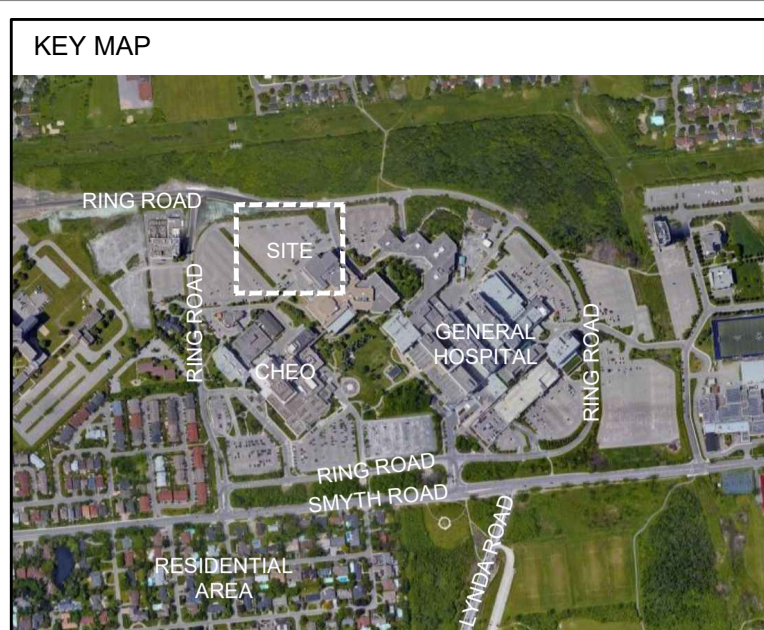 KEY MAP
RING ROAD
SITE
RING ROAD
GENERAL
HOSPITAL
RING ROAD
CHEO
RING ROAD
SMYTH ROAD
LYNDA ROAD
RESIDENTIAL
AREA